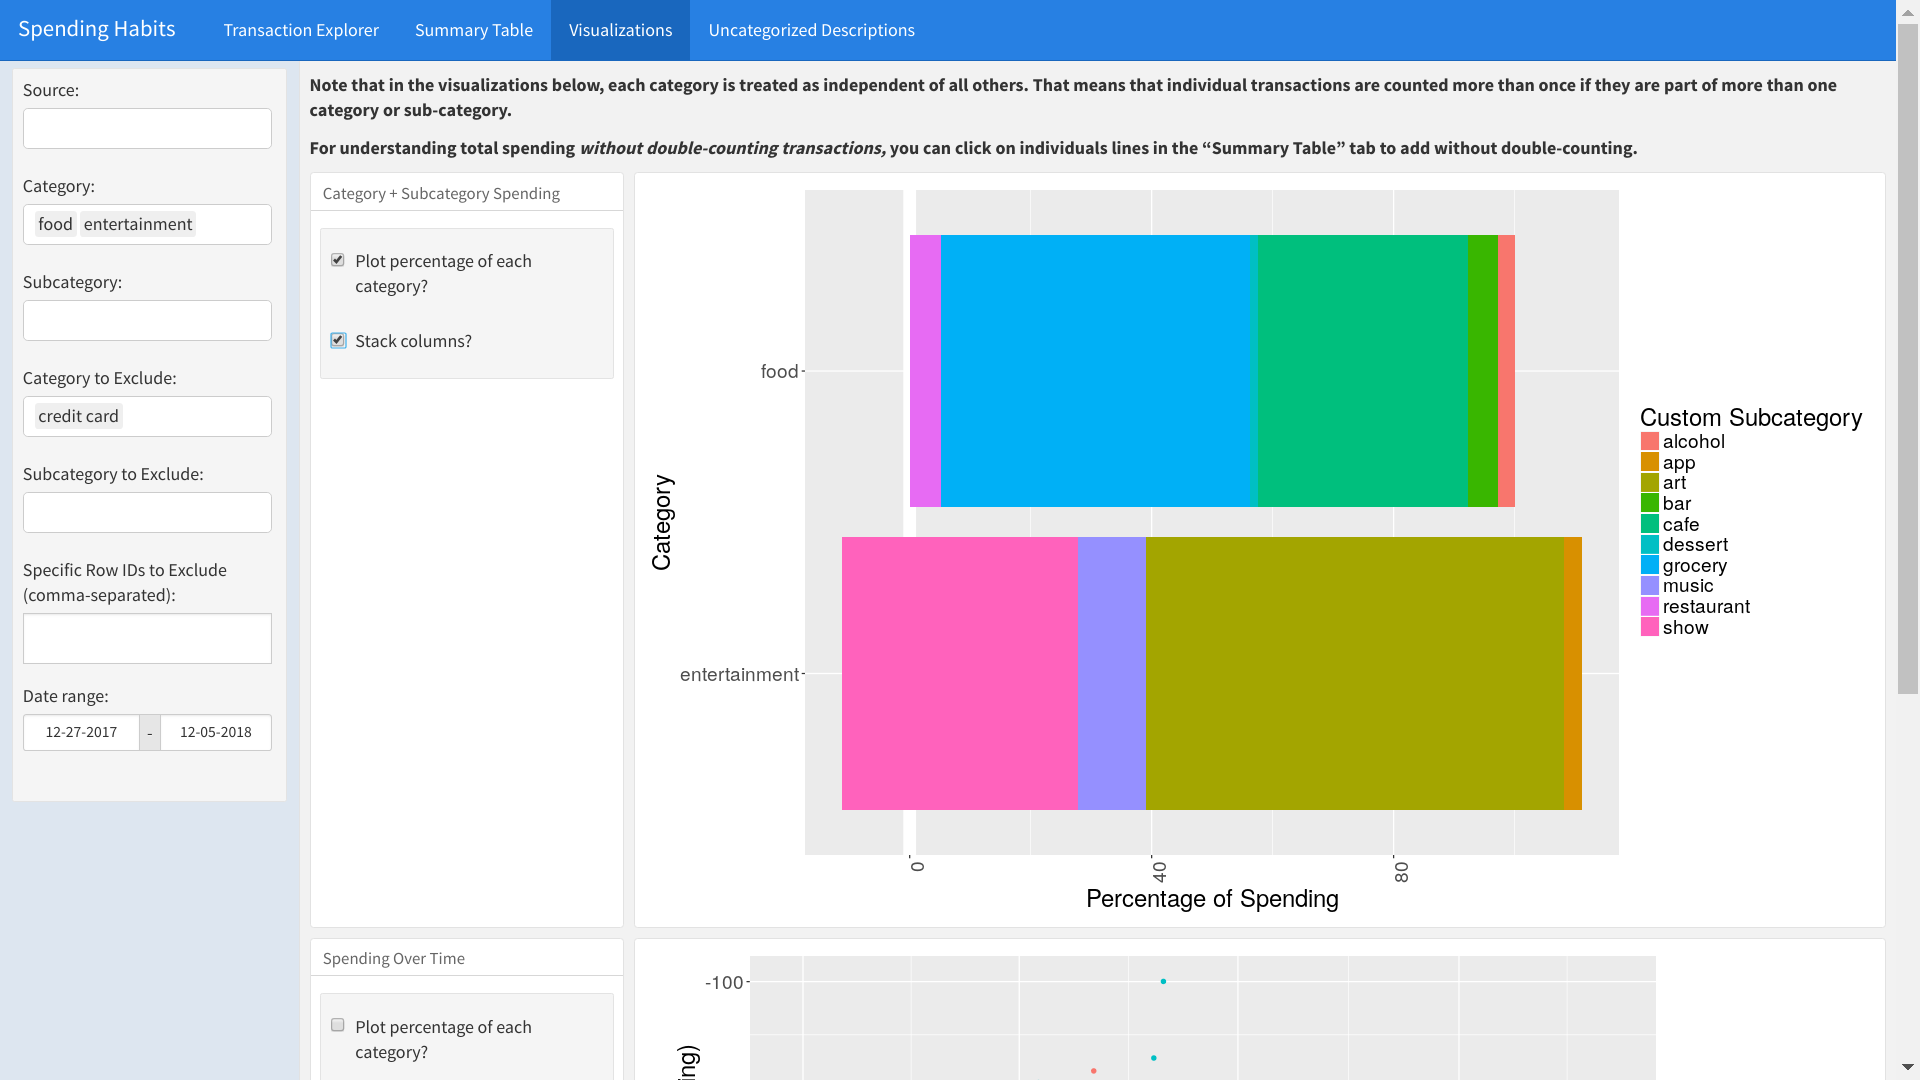 Spending Habits
Transaction Explorer
Summary Table
Visualizations
Uncategorized Descriptions
Source:
Category:
food entertainment
Subcategory:
Category to Exclude:
credit card
Subcategory to Exclude:
Specific Row IDs to Exclude
(comma-separated):
Date range:
12-27-2017 - 12-05-2018
Note that in the visualizations below, each category is treated as independent of all others. That means that individual transactions are counted more than once if they are part of more than one
category or sub-category.
For understanding total spending without double-counting transactions, you can click on individuals lines in the “Summary Table” tab to add without double-counting.
Category + Subcategory Spending
Plot percentage of each
category?
Stack columns?
Category
food
entertainment
0
40
80
Percentage of Spending
Custom Subcategory
alcohol
app
art
bar
cafe
dessert
grocery
music
restaurant
show
Spending Over Time
Plot percentage of each
category?
-100
ing)